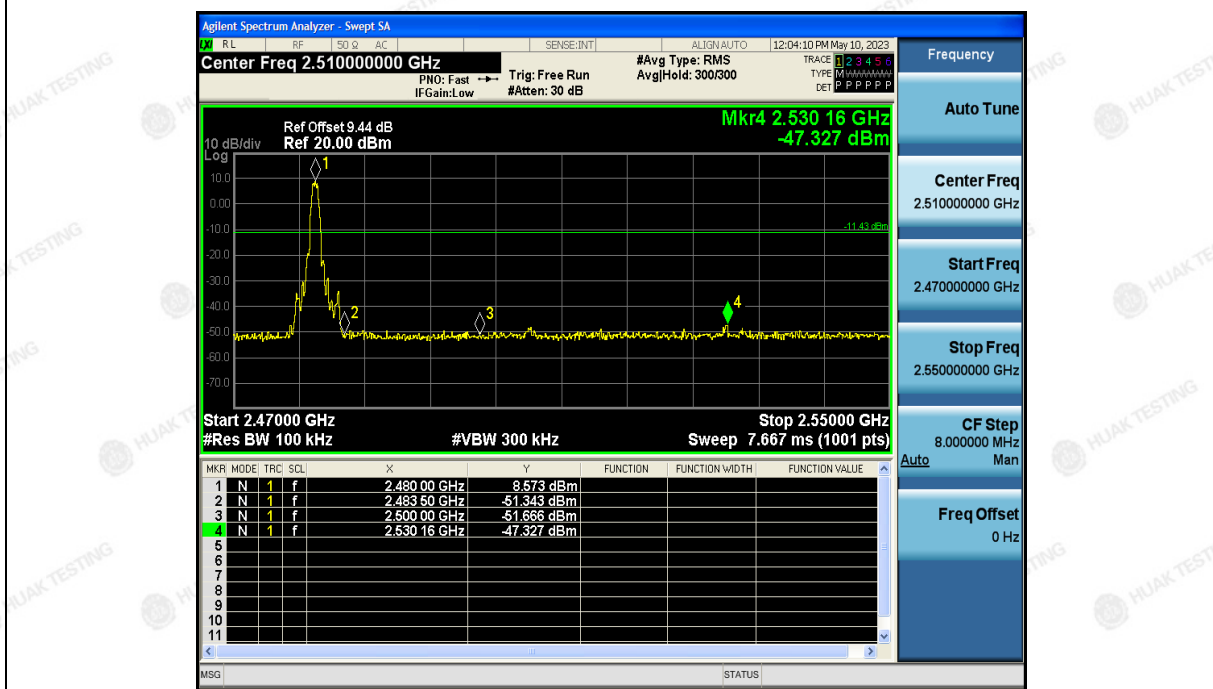 Agilent Spectrum Analyzer - Swept SA
LXI RL RF 50 Ω AC SENSE:INT ALIGN AUTO 12:04:10 PM May 10, 2023
Center Freq 2.510000000 GHz #Avg Type: RMS TRACE 1 2 3 4 5 6
PNO: Fast Trig: Free Run Avg|Hold: 300/300 TYPE M WWWWW
IFGain:Low #Atten: 30 dB DET P P P P P P
Mkr4 2.530 16 GHz
-47.327 dBm
Ref Offset 9.44 dB
10 dB/div Ref 20.00 dBm
Log
1
10.0
0.00
-10.0 -11.43 dBm
-20.0
-30.0
-40.0 2 3 4
-50.0
-60.0
-70.0
Start 2.47000 GHz Stop 2.55000 GHz
#Res BW 100 kHz #VBW 300 kHz Sweep 7.667 ms (1001 pts)
MKR MODE TRC SCL X Y FUNCTION FUNCTION WIDTH FUNCTION VALUE
1 N 1 f 2.480 00 GHz 8.573 dBm
2 N 1 f 2.483 50 GHz -51.343 dBm
3 N 1 f 2.500 00 GHz -51.666 dBm
4 N 1 f 2.530 16 GHz -47.327 dBm
5
6
7
8
9
10
11
MSG STATUS
Frequency
Auto Tune
Center Freq
2.510000000 GHz
Start Freq
2.470000000 GHz
Stop Freq
2.550000000 GHz
CF Step
8.000000 MHz
Auto Man
Freq Offset
0 Hz
HUAK TESTING
HUAK TESTING
HUAK TESTING
HUAK TESTING